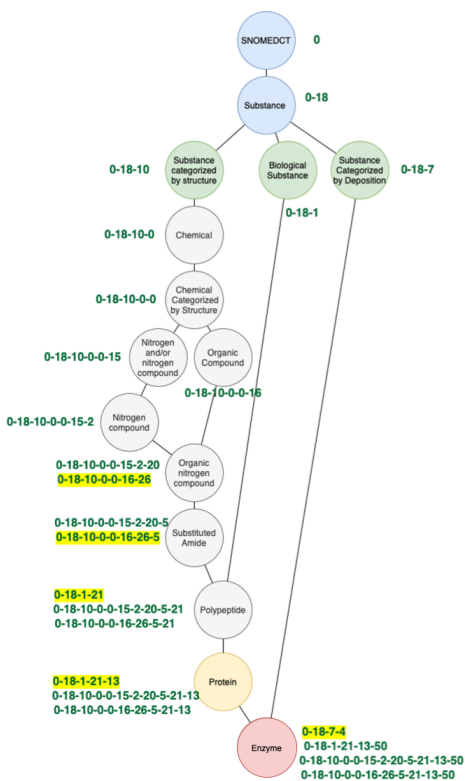 SNOMEDCT
0
Substance
0-18
0-18-10
Substance
categorized
by structure
Biological
Substance
Substance
Categorized
by Deposition
0-18-7
0-18-1
0-18-10-0
Chemical
0-18-10-0-0
Chemical
Categorized
by Structure
0-18-10-0-0-15
Nitrogen
and/or
nitrogen
compound
Organic
Compound
0-18-10-0-0-16
0-18-10-0-0-15-2
Nitrogen
compound
0-18-10-0-0-15-2-20
0-18-10-0-0-16-26
Organic
nitrogen
compound
0-18-10-0-0-15-2-20-5
0-18-10-0-0-16-26-5
Substituted
Amide
0-18-1-21
0-18-10-0-0-15-2-20-5-21
0-18-10-0-0-16-26-5-21
Polypeptide
0-18-1-21-13
0-18-10-0-0-15-2-20-5-21-13
0-18-10-0-0-16-26-5-21-13
Protein
Enzyme
0-18-7-4
0-18-1-21-13-50
0-18-10-0-0-15-2-20-5-21-13-50
0-18-10-0-0-16-26-5-21-13-50